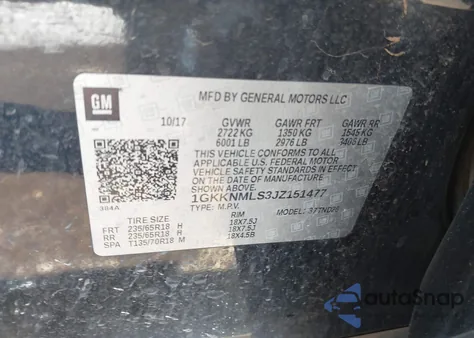 GM
MFD BY GENERAL MOTORS LLC
10/17 GVWR GAWR FRT GAWR RR
2722 KG 1350 KG 1545 KG
6001 LB 2976 LB 3406 LB
THIS VEHICLE CONFORMS TO ALL
APPLICABLE U.S. FEDERAL MOTOR
VEHICLE SAFETY STANDARDS IN EFFECT
ON THE DATE OF MANUFACTURE SHOWN ABOVE.
1GKKNMLS3JZ151477
384A TYPE: M.P.V. MODEL:
TIRE SIZE RIM
FRT 235/65R18 H 18X7.5J
RR 235/65R18 H 18X7.5J
SPA T135/70R18 M 18X4.5B
autoSnap